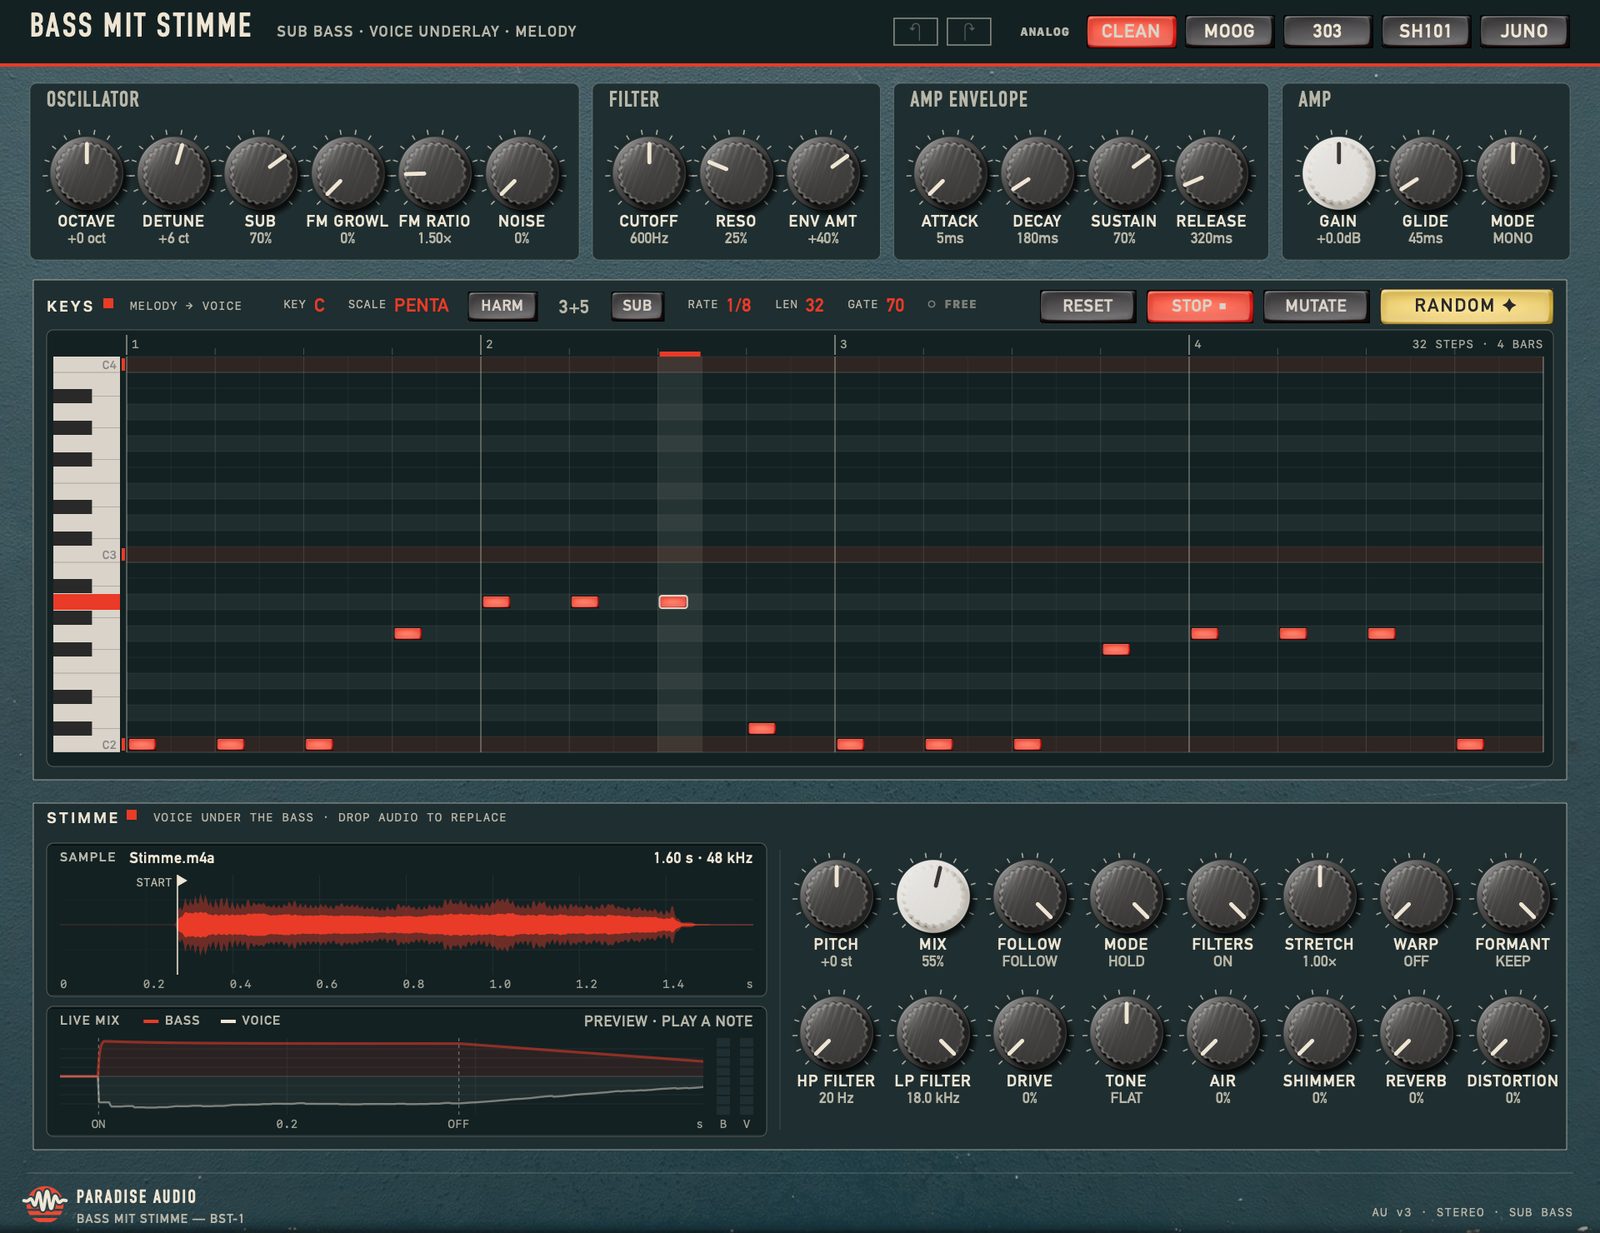 BASS MIT STIMME SUB BASS · VOICE UNDERLAY · MELODY ANALOG CLEAN MOOG 303 SH101 JUNO
OSCILLATOR
OCTAVE DETUNE SUB FM GROWL FM RATIO NOISE
+0 oct +6 ct 70% 0% 1.50× 0%
FILTER
CUTOFF RESO ENV AMT
600Hz 25% +40%
AMP ENVELOPE
ATTACK DECAY SUSTAIN RELEASE
5ms 180ms 70% 320ms
AMP
GAIN GLIDE MODE
+0.0dB 45ms MONO
KEYS MELODY → VOICE KEY C SCALE PENTA HARM 3+5 SUB RATE 1/8 LEN 32 GATE 70 FREE RESET STOP MUTATE RANDOM ✦
1 2 3 4 32 STEPS · 4 BARS
C4
C3
C2
STIMME VOICE UNDER THE BASS · DROP AUDIO TO REPLACE
SAMPLE Stimme.m4a 1.60 s · 48 kHz
START
0 0.2 0.4 0.6 0.8 1.0 1.2 1.4 s
LIVE MIX BASS VOICE PREVIEW · PLAY A NOTE
ON 0.2 OFF s B V
PITCH MIX FOLLOW MODE FILTERS STRETCH WARP FORMANT
+0 st 55% FOLLOW HOLD ON 1.00× OFF KEEP
HP FILTER LP FILTER DRIVE TONE AIR SHIMMER REVERB DISTORTION
20 Hz 18.0 kHz 0% FLAT 0% 0% 0% 0%
PARADISE AUDIO
BASS MIT STIMME — BST-1
AU v3 · STEREO · SUB BASS